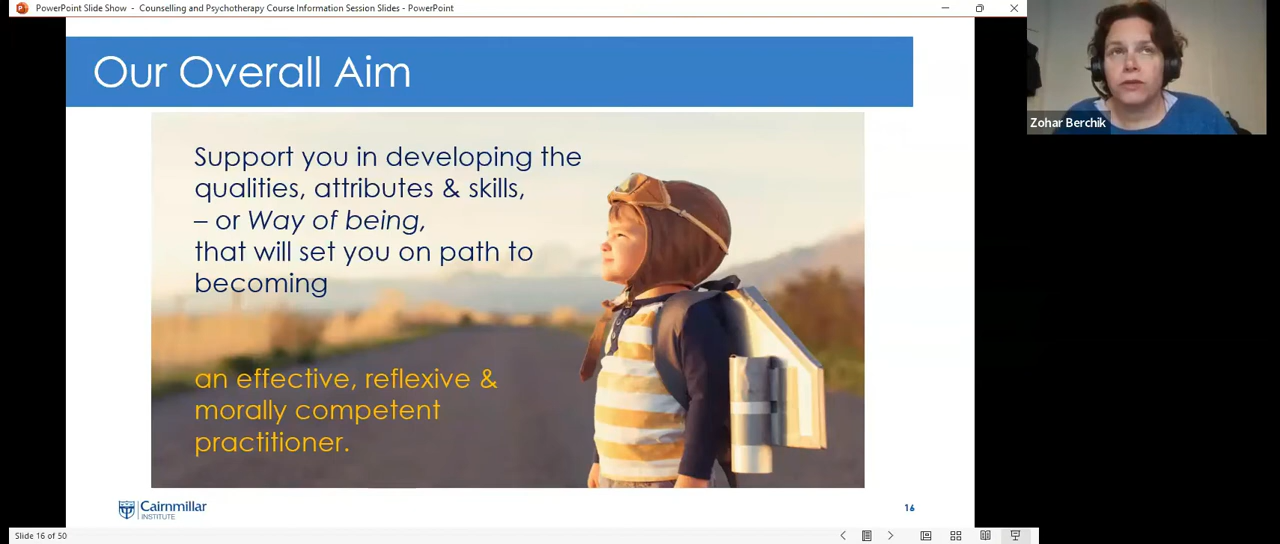 PowerPoint Slide Show - Counselling and Psychotherapy Course Information Session Slides - PowerPoint
Our Overall Aim
Zohar Berchik
Support you in developing the
qualities, attributes & skills,
– or Way of being,
that will set you on path to
becoming
an effective, reflexive &
morally competent
practitioner.
Cairnmillar
INSTITUTE
16
Slide 16 of 50